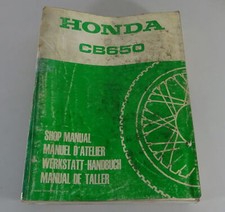 HONDA
CB650
SHOP MANUAL
MANUEL D'ATELIER
WERKSTATT-HANDBUCH
MANUAL DE TALLER